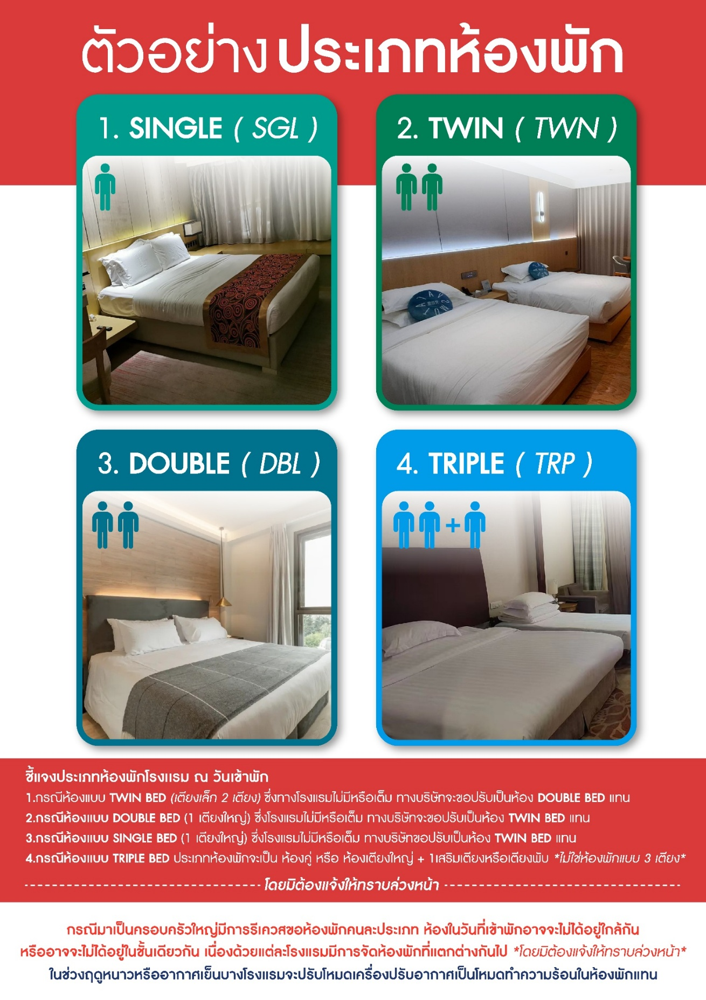 ตัวอย่างประเภทห้องพัก
1. SINGLE ( SGL )
2. TWIN ( TWN )
3. DOUBLE ( DBL )
4. TRIPLE ( TRP )
+
ชี้แจงประเภทห้องพักโรงแรม ณ วันเข้าพัก
1.กรณีห้องแบบ TWIN BED (เตียงเล็ก 2 เตียง) ซึ่งทางโรงแรมไม่มีหรือเต็ม ทางบริษัทจะขอปรับเป็นห้อง DOUBLE BED แทน
2.กรณีห้องแบบ DOUBLE BED (1 เตียงใหญ่) ซึ่งโรงแรมไม่มีหรือเต็ม ทางบริษัทจะขอปรับเป็นห้อง TWIN BED แทน
3.กรณีห้องแบบ SINGLE BED (1 เตียงใหญ่) ซึ่งโรงแรมไม่มีหรือเต็ม ทางบริษัทขอปรับเป็นห้อง TWIN BED แทน
4.กรณีห้องแบบ TRIPLE BED ประเภทห้องพักจะเป็น ห้องคู่ หรือ ห้องเตียงใหญ่ + 1เสริมเตียงหรือเตียงพับ *ไม่ใช่ห้องพักแบบ 3 เตียง*
โดยมิต้องแจ้งให้ทราบล่วงหน้า
กรณีมาเป็นครอบครัวใหญ่มีการรีเควสขอห้องพักคนละประเภท ห้องในวันที่เข้าพักอาจจะไม่ได้อยู่ใกล้กัน
หรืออาจจะไม่ได้อยู่ในชั้นเดียวกัน เนื่องด้วยแต่ละโรงแรมมีการจัดห้องพักที่แตกต่างกันไป *โดยมิต้องแจ้งให้ทราบล่วงหน้า*
ในช่วงฤดูหนาวหรืออากาศเย็นบางโรงแรมจะปรับโหมดเครื่องปรับอากาศเป็นโหมดทำความร้อนในห้องพักแทน